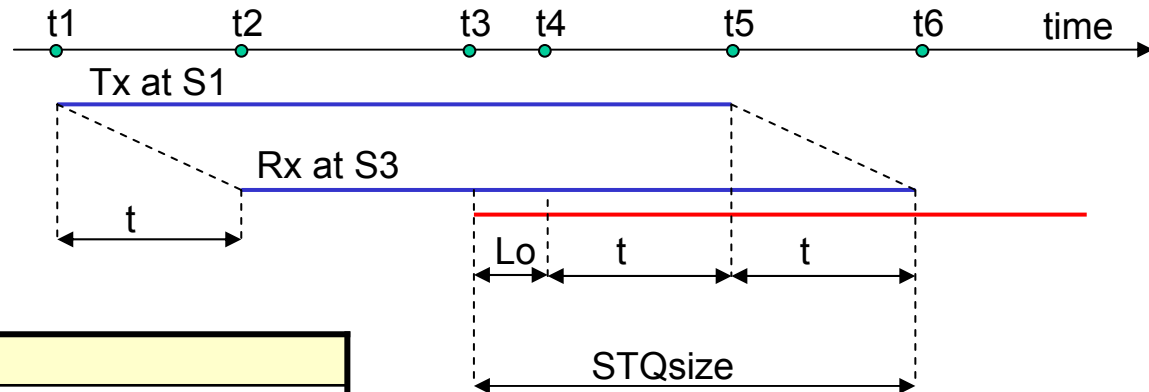 t1 t2 t3 t4 t5 t6 time
Tx at S1
Rx at S3
t
Lo t t
STQsize